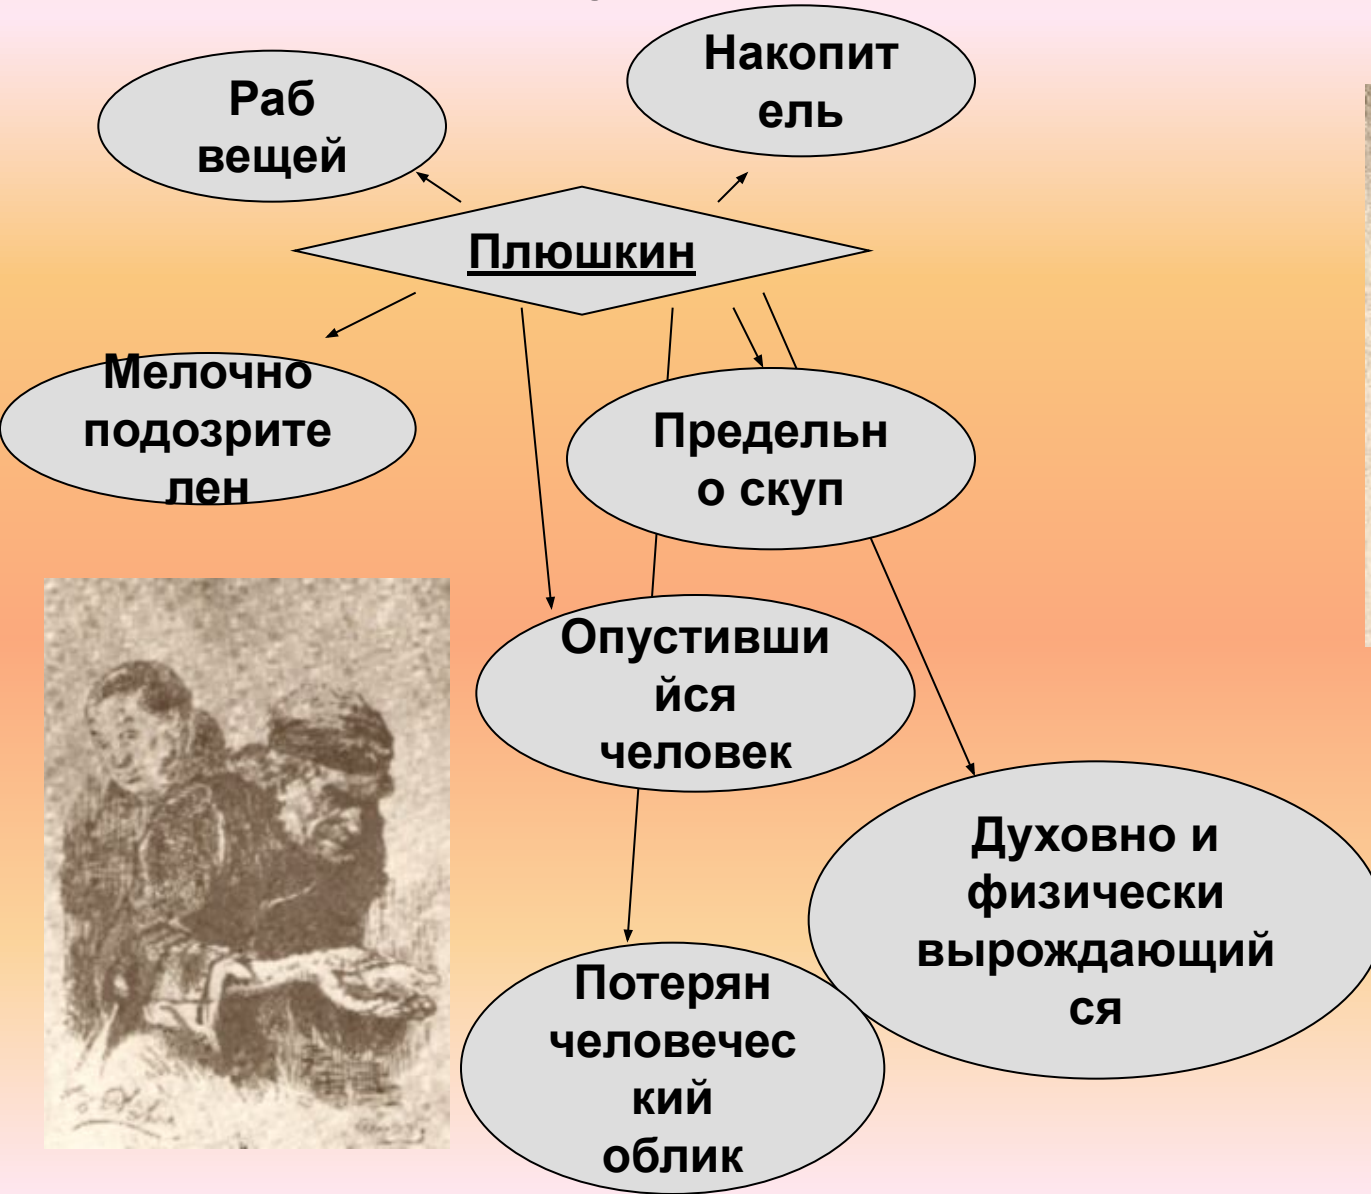 Накопит
ель
Раб
вещей
Плюшкин
Мелочно
подозрите
лен
Предельн
о скуп
Опустивши
йся
человек
Духовно и
физически
вырождающий
ся
Потерян
человечес
кий
облик